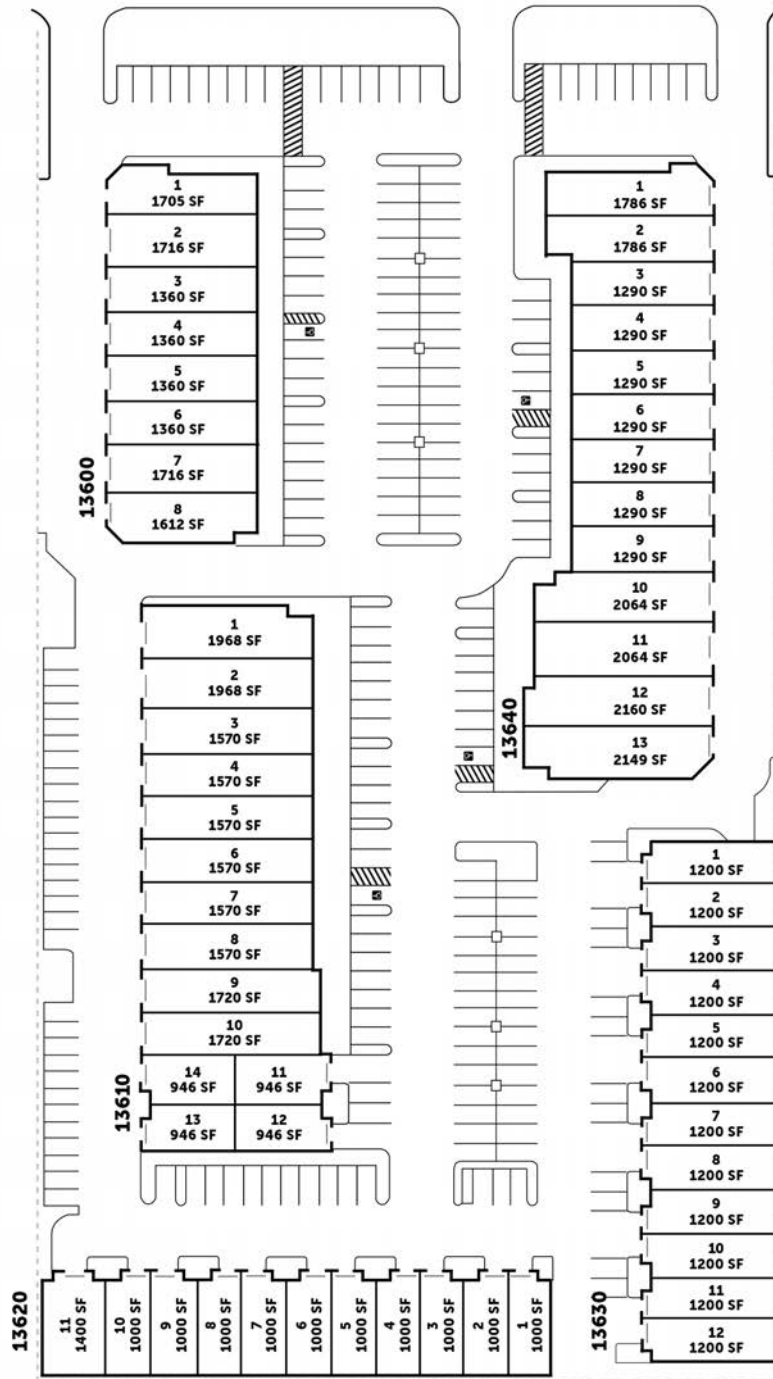 13600
1
1705 SF
2
1716 SF
3
1360 SF
4
1360 SF
5
1360 SF
6
1360 SF
7
1716 SF
8
1612 SF
13640
1
1786 SF
2
1786 SF
3
1290 SF
4
1290 SF
5
1290 SF
6
1290 SF
7
1290 SF
8
1290 SF
9
1290 SF
10
2064 SF
11
2064 SF
12
2160 SF
13
2149 SF
13610
1
1968 SF
2
1968 SF
3
1570 SF
4
1570 SF
5
1570 SF
6
1570 SF
7
1570 SF
8
1570 SF
9
1720 SF
10
1720 SF
14
946 SF
11
946 SF
13
946 SF
12
946 SF
13630
1
1200 SF
2
1200 SF
3
1200 SF
4
1200 SF
5
1200 SF
6
1200 SF
7
1200 SF
8
1200 SF
9
1200 SF
10
1200 SF
11
1200 SF
12
1200 SF
13620
11
1400 SF
10
1000 SF
9
1000 SF
8
1000 SF
7
1000 SF
6
1000 SF
5
1000 SF
4
1000 SF
3
1000 SF
2
1000 SF
1
1000 SF